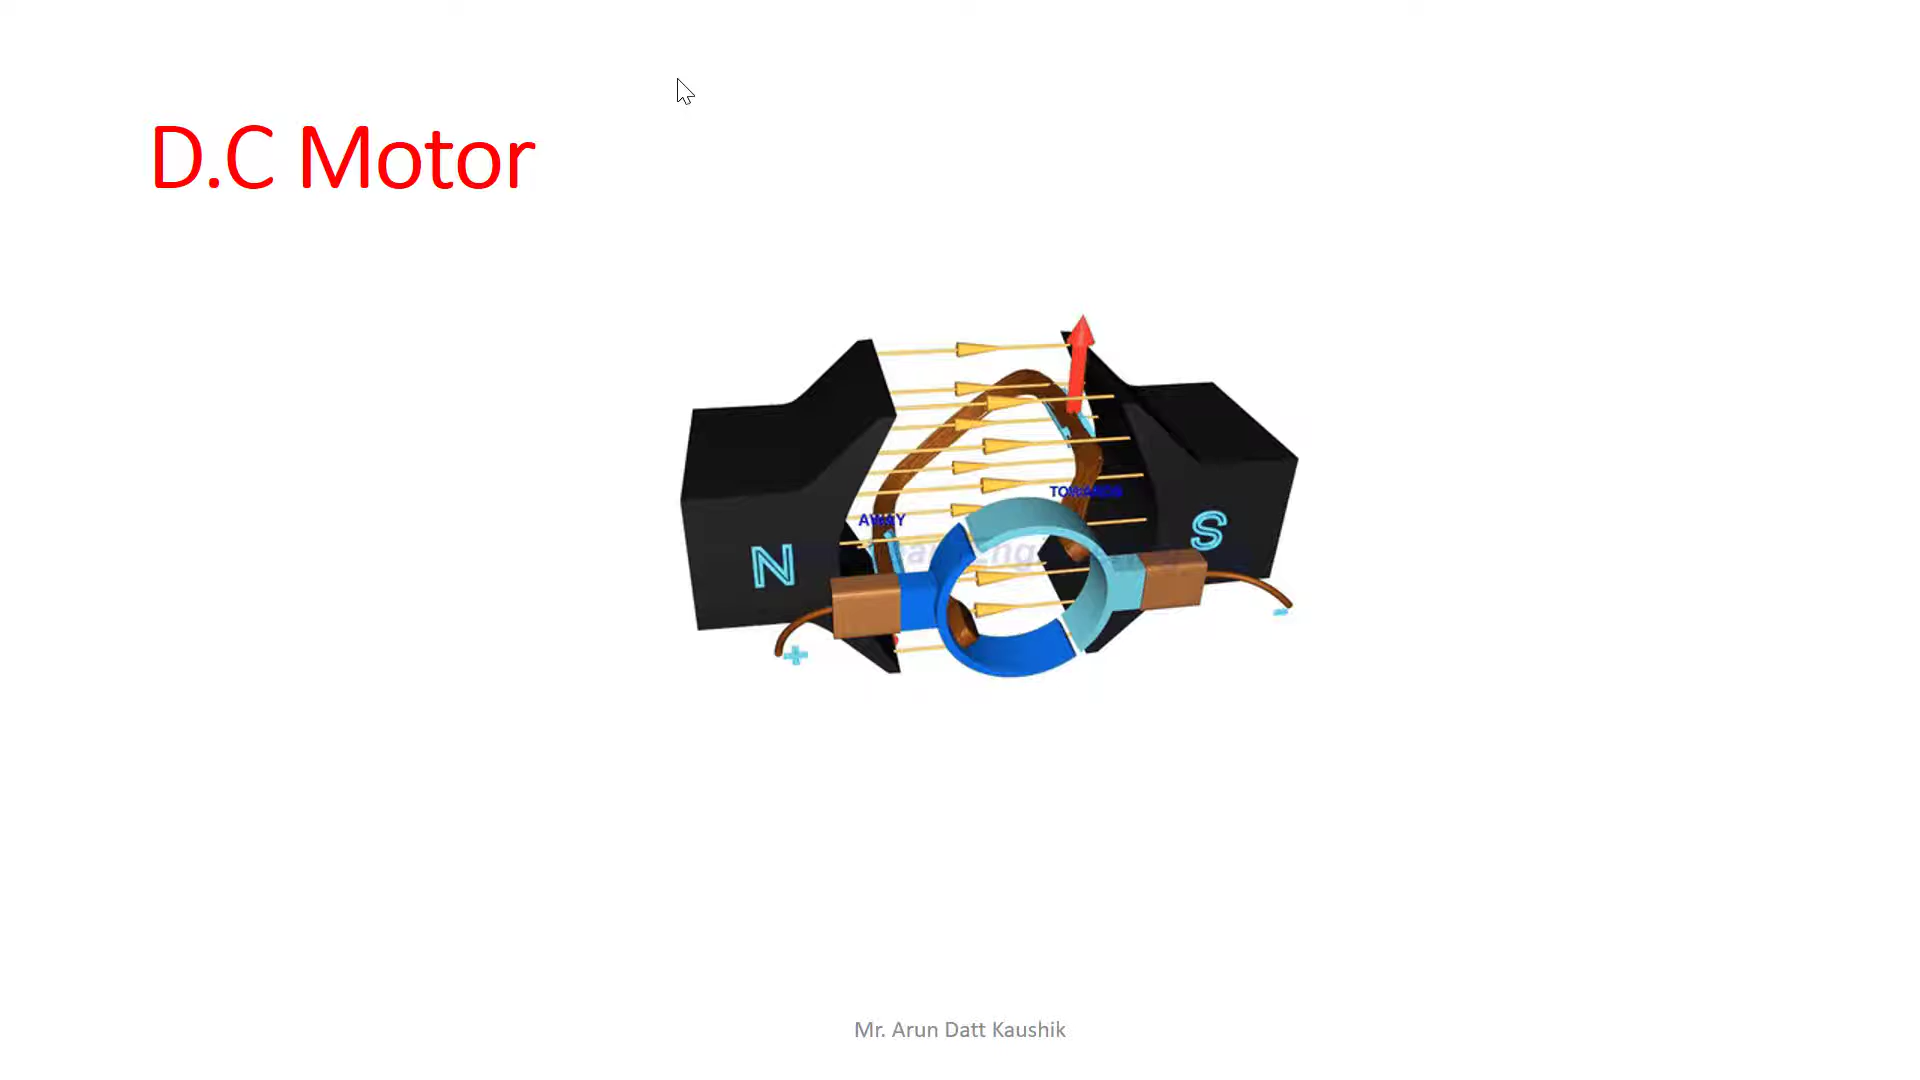 D.C Motor
AWAY
TOWARDS
N
S
+
-
Mr. Arun Datt Kaushik